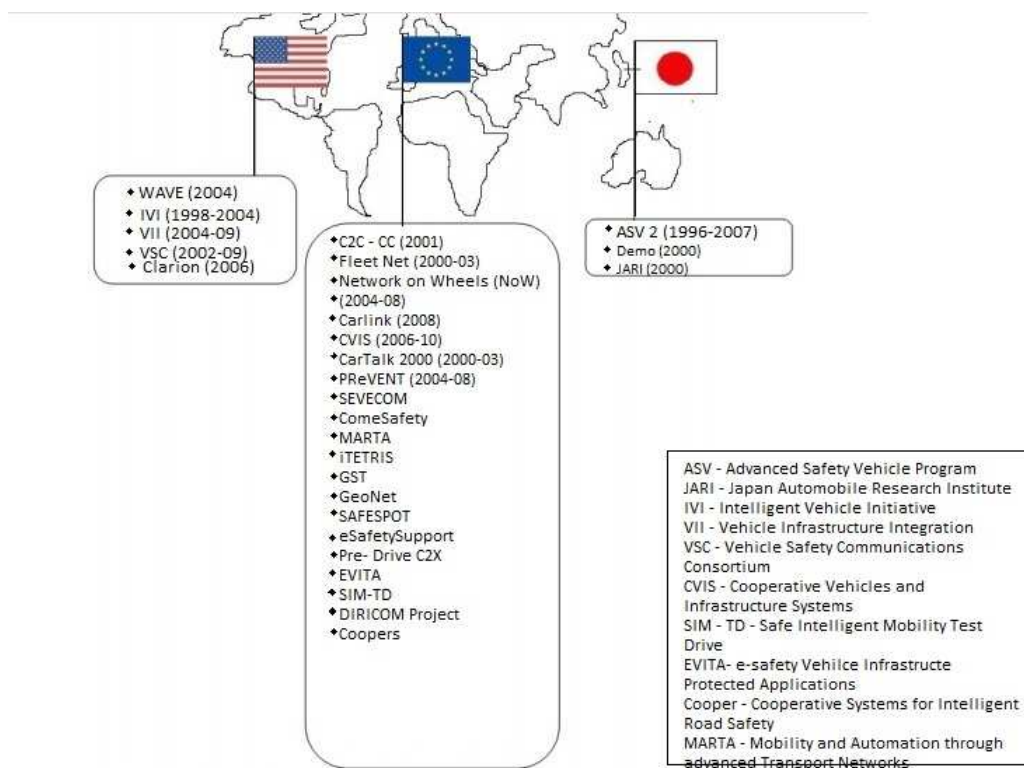 WAVE (2004)
IVI (1998-2004)
VII (2004-09)
VSC (2002-09)
Clarion (2006)
C2C - CC (2001)
Fleet Net (2000-03)
Network on Wheels (NoW)
(2004-08)
Carlink (2008)
CVIS (2006-10)
CarTalk 2000 (2000-03)
PReVENT (2004-08)
SEVECOM
ComeSafety
MARTA
iTETRIS
GST
GeoNet
SAFESPOT
eSafetySupport
Pre- Drive C2X
EVITA
SIM-TD
DIRICOM Project
Coopers
ASV 2 (1996-2007)
Demo (2000)
JARI (2000)
ASV - Advanced Safety Vehicle Program
JARI - Japan Automobile Research Institute
IVI - Intelligent Vehicle Initiative
VII - Vehicle Infrastructure Integration
VSC - Vehicle Safety Communications
Consortium
CVIS - Cooperative Vehicles and
Infrastructure Systems
SIM - TD - Safe Intelligent Mobility Test
Drive
EVITA- e-safety Vehilce Infrastructe
Protected Applications
Cooper - Cooperative Systems for Intelligent
Road Safety
MARTA - Mobility and Automation through
advanced Transport Networks